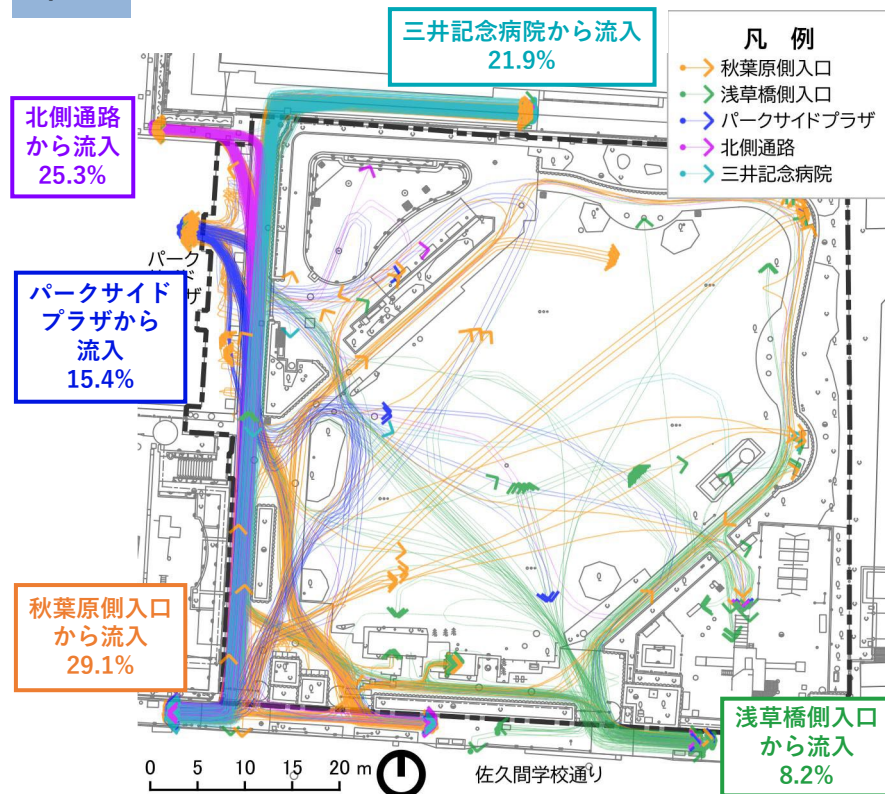 三井記念病院から流入
21.9%
凡 例
秋葉原側入口
浅草橋側入口
パークサイドプラザ
北側通路
三井記念病院
北側通路
から流入
25.3%
パーク
パークサイド
プラザから
流入
15.4%
秋葉原側入口
から流入
29.1%
浅草橋側入口
から流入
8.2%
0 5 10 15 20 m
佐久間学校通り